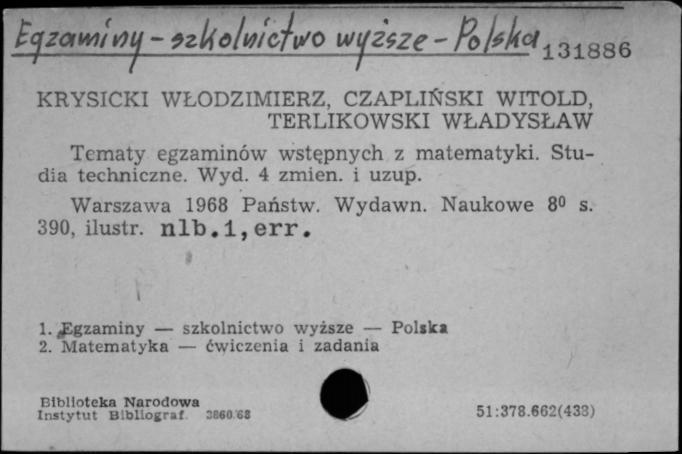 Egzaminy - szkolnictwo wyższe - Polska
131886
KRYSICKI WŁODZIMIERZ, CZAPLIŃSKI WITOLD,
TERLIKOWSKI WŁADYSŁAW
Tematy egzaminów wstępnych z matematyki. Stu-
dia techniczne. Wyd. 4 zmien. i uzup.
Warszawa 1968 Państw. Wydawn. Naukowe 8⁰ s.
390, ilustr. nlb.1,err.
1. Egzaminy — szkolnictwo wyższe — Polska
2. Matematyka — ćwiczenia i zadania
Biblioteka Narodowa
Instytut Bibliograf. 3860/68
51:378.662(438)